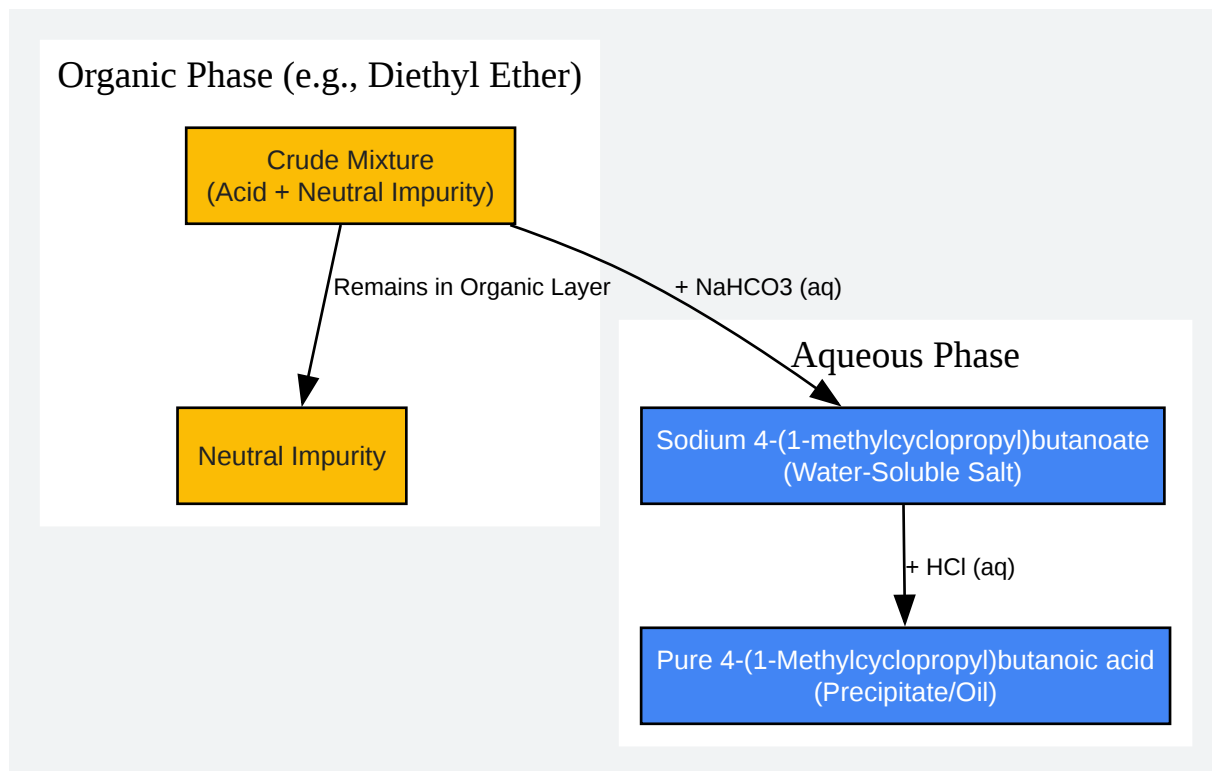 Organic Phase (e.g., Diethyl Ether)
Crude Mixture
(Acid + Neutral Impurity)
Remains in Organic Layer
+ NaHCO3 (aq)
Aqueous Phase
Neutral Impurity
Sodium 4-(1-methylcyclopropyl)butanoate
(Water-Soluble Salt)
+ HCl (aq)
Pure 4-(1-Methylcyclopropyl)butanoic acid
(Precipitate/Oil)